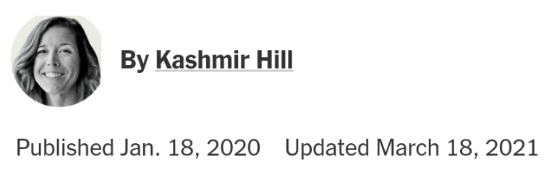 By Kashmir Hill
Published Jan. 18, 2020 Updated March 18, 2021